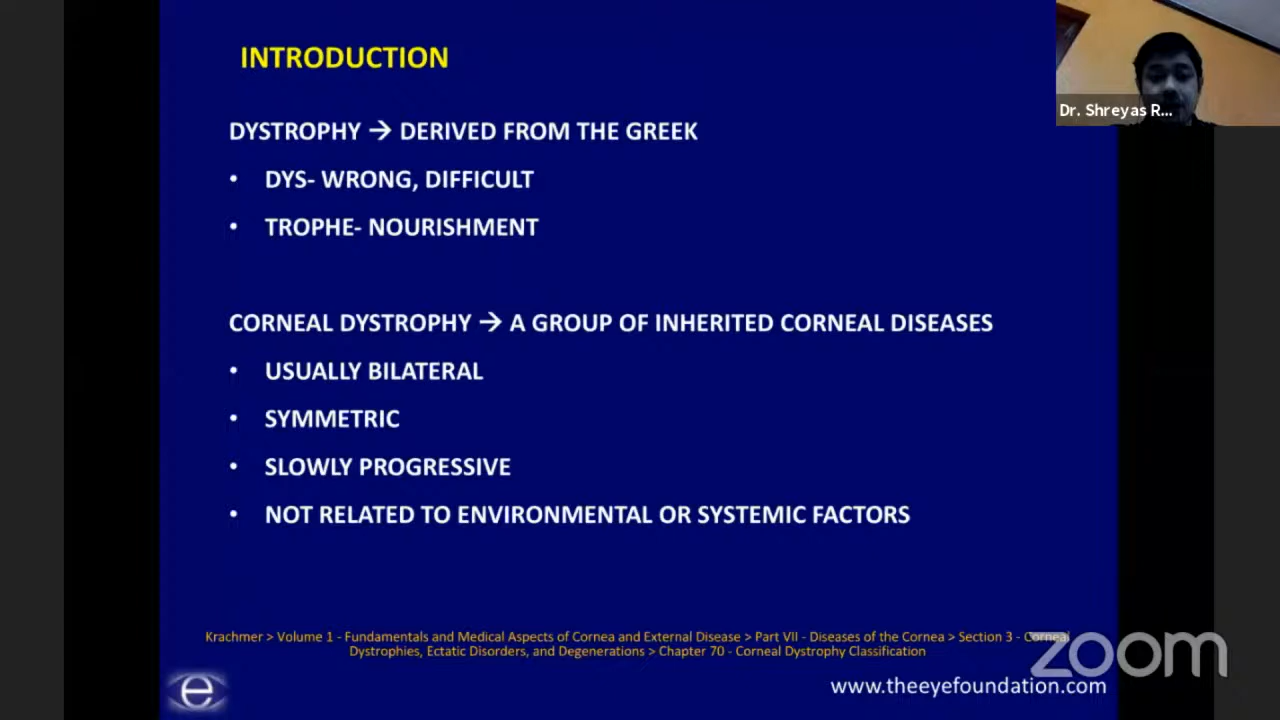 INTRODUCTION
Dr. Shreyas R...
DYSTROPHY → DERIVED FROM THE GREEK
• DYS- WRONG, DIFFICULT
• TROPHE- NOURISHMENT
CORNEAL DYSTROPHY → A GROUP OF INHERITED CORNEAL DISEASES
• USUALLY BILATERAL
• SYMMETRIC
• SLOWLY PROGRESSIVE
• NOT RELATED TO ENVIRONMENTAL OR SYSTEMIC FACTORS
Krachmer > Volume 1 - Fundamentals and Medical Aspects of Cornea and External Disease > Part VII - Diseases of the Cornea > Section 3 - Corneal
Dystrophies, Ectatic Disorders, and Degenerations > Chapter 70 - Corneal Dystrophy Classification
zoom
e
www.theeyefoundation.com